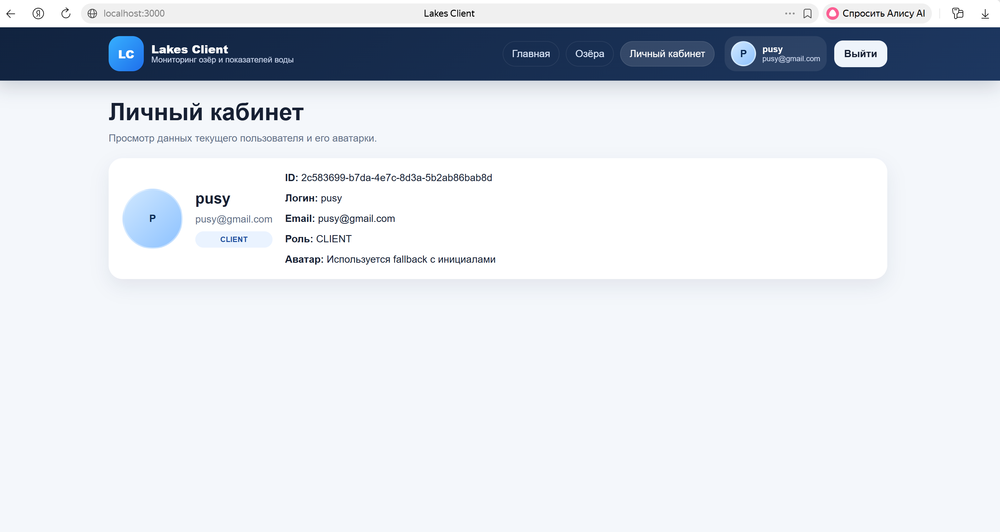 localhost:3000
Lakes Client
Спросить Алису AI
LC
Lakes Client
Мониторинг озёр и показателей воды
Главная
Озёра
Личный кабинет
P
pusy
pusy@gmail.com
Выйти
Личный кабинет
Просмотр данных текущего пользователя и его аватарки.
P
pusy
pusy@gmail.com
CLIENT
ID: 2c583699-b7da-4e7c-8d3a-5b2ab86bab8d
Логин: pusy
Email: pusy@gmail.com
Роль: CLIENT
Аватар: Используется fallback с инициалами